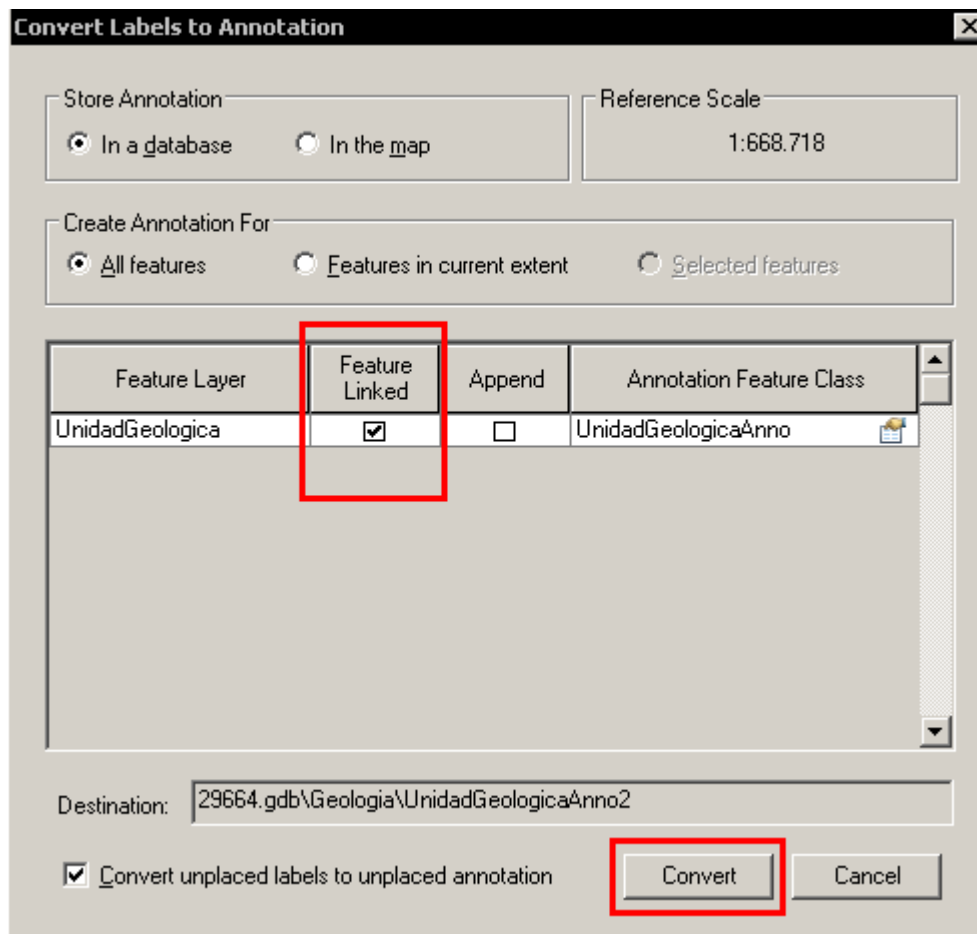 Convert Labels to Annotation
Store Annotation
In a database
In the map
Reference Scale
1:668.718
Create Annotation For
All features
Features in current extent
Selected features
Feature Layer
Feature
Linked
Append
Annotation Feature Class
UnidadGeologica
UnidadGeologicaAnno
Destination:
29664.gdb\Geologia\UnidadGeologicaAnno2
Convert unplaced labels to unplaced annotation
Convert
Cancel